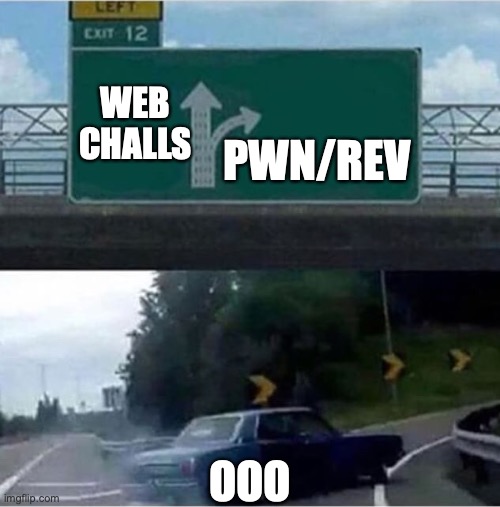 LEFT
EXIT 12
WEB
CHALLS
PWN/REV
OOO
imgflip.com